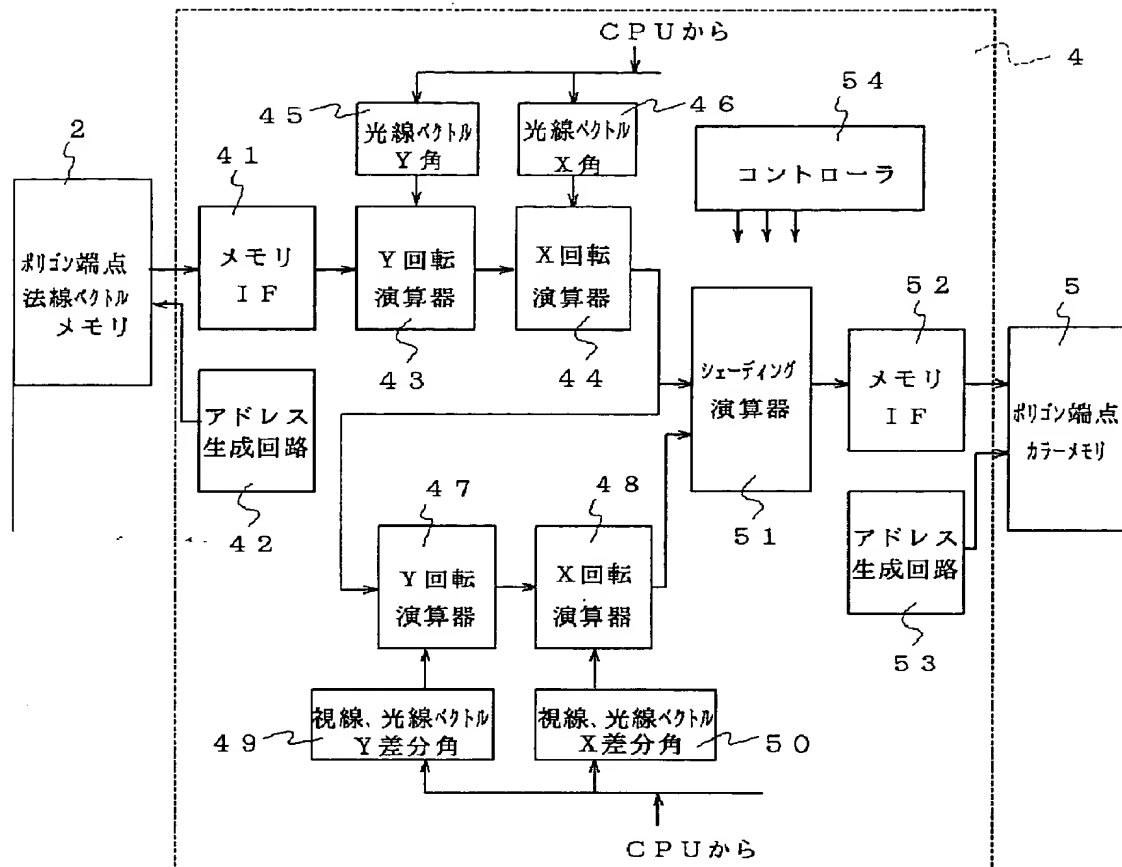 CPUから
4
45
46
54
2
41
光線ベクトル
Y角
光線ベクトル
X角
コントローラ
ポリゴン端点
法線ベクトル
メモリ
メモリ
IF
Y回転
演算器
X回転
演算器
52
5
43
44
シェーディング
演算器
メモリ
IF
ポリゴン端点
カラーメモリ
アドレス
生成回路
42
47
48
51
アドレス
生成回路
53
Y回転
演算器
X回転
演算器
視線、光線ベクトル
Y差分角
49
視線、光線ベクトル
X差分角
50
CPUから